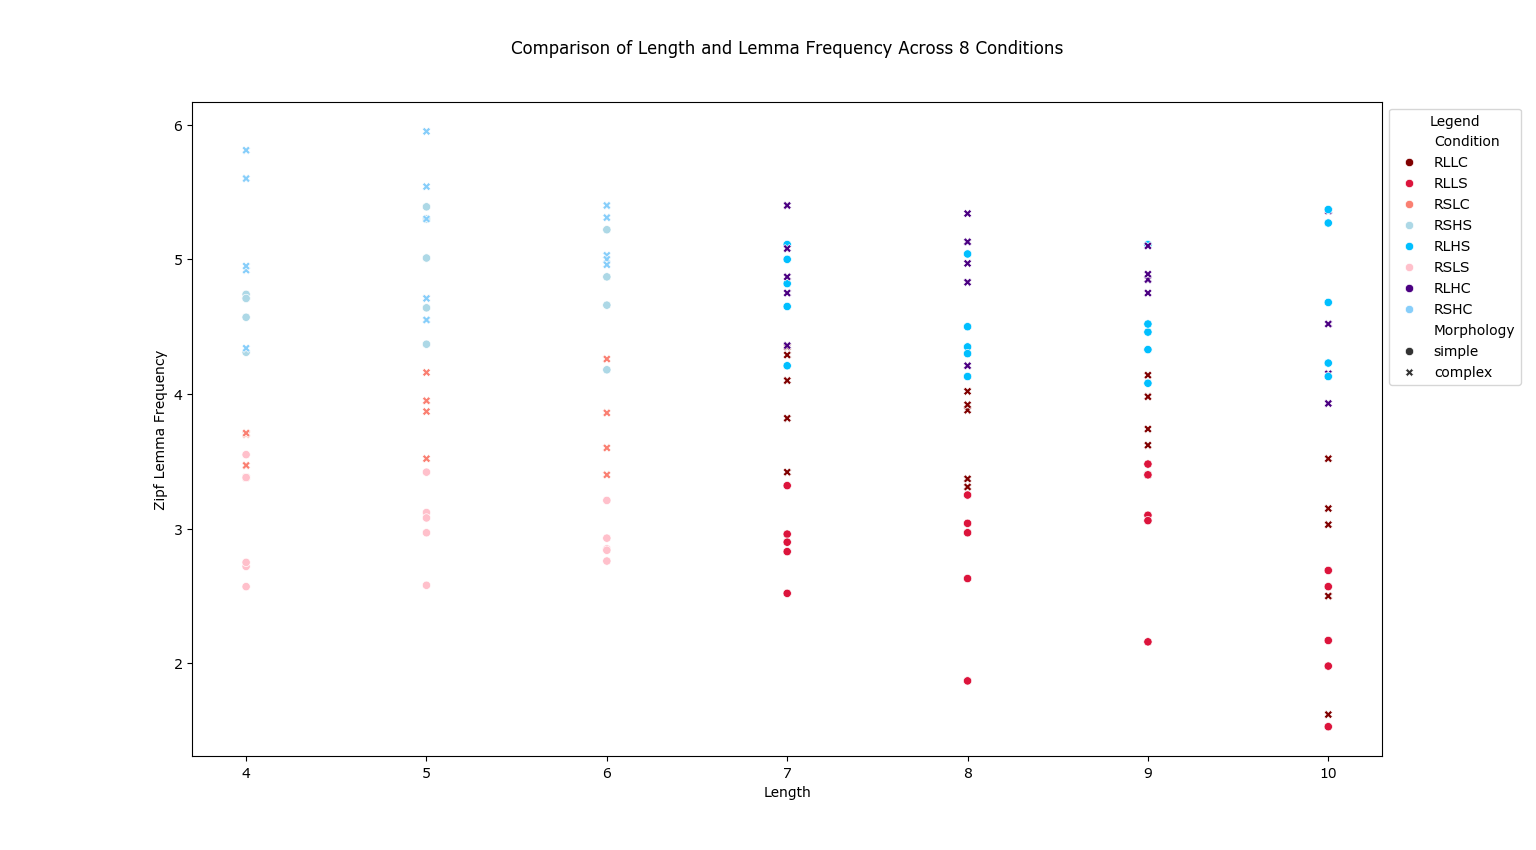 Comparison of Length and Lemma Frequency Across 8 Conditions
Zipf Lemma Frequency
6
5
4
3
2
4
5
6
7
8
9
10
Length
Legend
Condition
RLLC
RLLS
RSLC
RSHS
RLHS
RSLS
RLHC
RSHC
Morphology
simple
complex